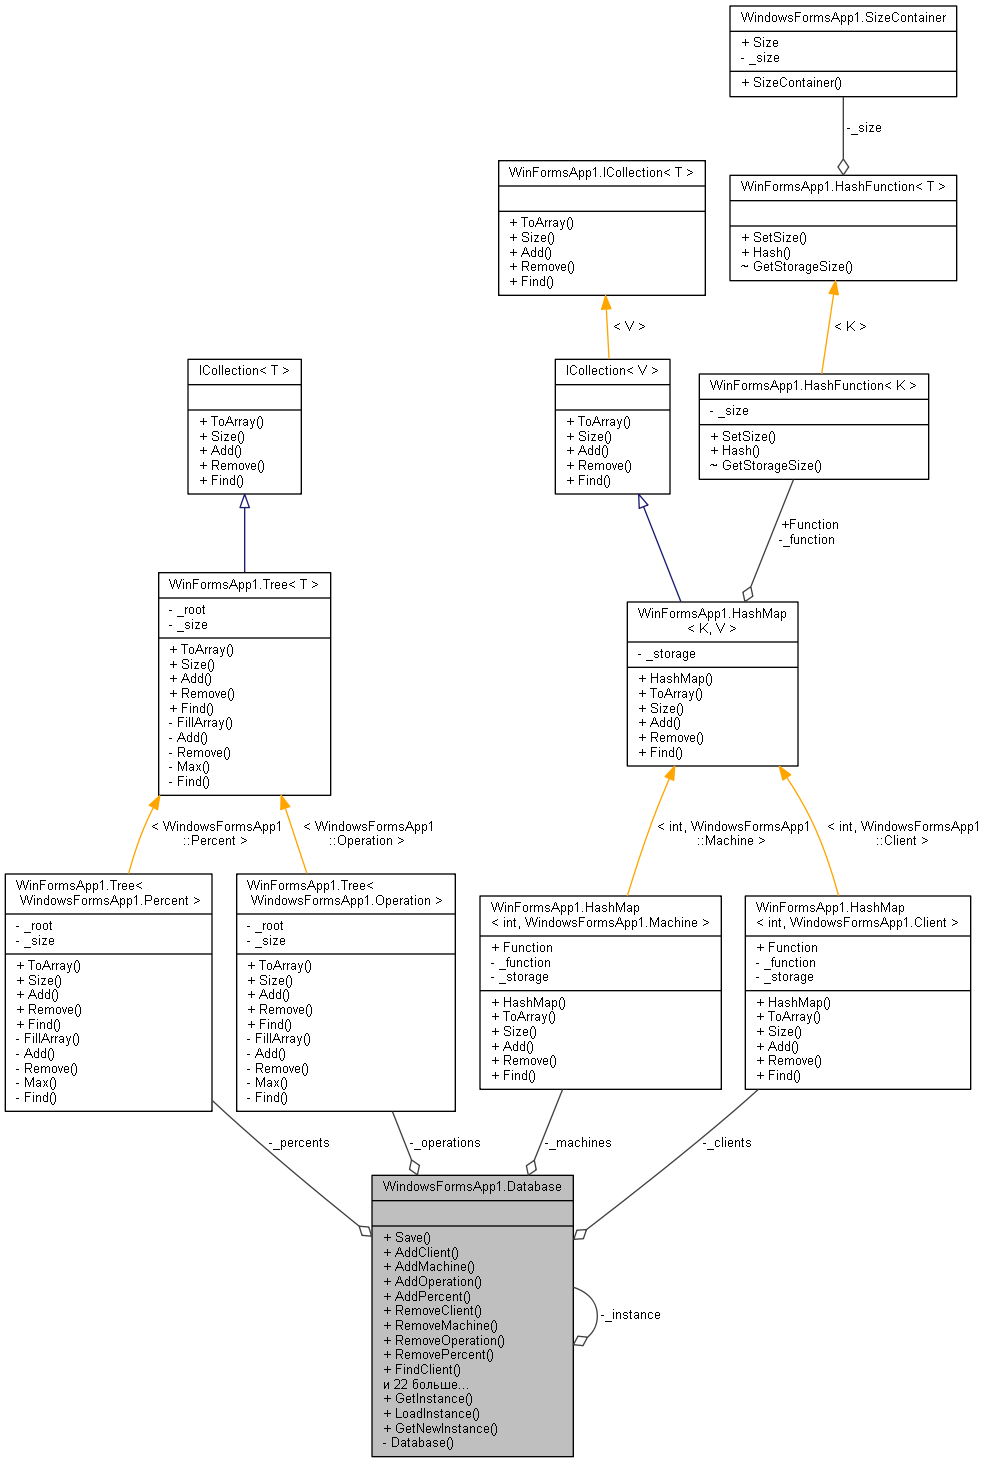 WindowsFormsApp1.SizeContainer
+ Size
- _size
+ SizeContainer()
-_size
WinFormsApp1.ICollection< T >
+ ToArray()
+ Size()
+ Add()
+ Remove()
+ Find()
WinFormsApp1.HashFunction< T >
+ SetSize()
+ Hash()
~ GetStorageSize()
< V >
< K >
ICollection< T >
+ ToArray()
+ Size()
+ Add()
+ Remove()
+ Find()
ICollection< V >
+ ToArray()
+ Size()
+ Add()
+ Remove()
+ Find()
WinFormsApp1.HashFunction< K >
- _size
+ SetSize()
+ Hash()
~ GetStorageSize()
+Function
-_function
WinFormsApp1.Tree< T >
- _root
- _size
+ ToArray()
+ Size()
+ Add()
+ Remove()
+ Find()
- FillArray()
- Add()
- Remove()
- Max()
- Find()
WinFormsApp1.HashMap
< K, V >
- _storage
+ HashMap()
+ ToArray()
+ Size()
+ Add()
+ Remove()
+ Find()
< WindowsFormsApp1
::Percent >
< WindowsFormsApp1
::Operation >
< int, WindowsFormsApp1
::Machine >
< int, WindowsFormsApp1
::Client >
WinFormsApp1.Tree<
WindowsFormsApp1.Percent >
- _root
- _size
+ ToArray()
+ Size()
+ Add()
+ Remove()
+ Find()
- FillArray()
- Add()
- Remove()
- Max()
- Find()
WinFormsApp1.Tree<
WindowsFormsApp1.Operation >
- _root
- _size
+ ToArray()
+ Size()
+ Add()
+ Remove()
+ Find()
- FillArray()
- Add()
- Remove()
- Max()
- Find()
WinFormsApp1.HashMap
< int, WindowsFormsApp1.Machine >
+ Function
- _function
- _storage
+ HashMap()
+ ToArray()
+ Size()
+ Add()
+ Remove()
+ Find()
WinFormsApp1.HashMap
< int, WindowsFormsApp1.Client >
+ Function
- _function
- _storage
+ HashMap()
+ ToArray()
+ Size()
+ Add()
+ Remove()
+ Find()
-_percents
-_operations
-_machines
-_clients
WindowsFormsApp1.Database
+ Save()
+ AddClient()
+ AddMachine()
+ AddOperation()
+ AddPercent()
+ RemoveClient()
+ RemoveMachine()
+ RemoveOperation()
+ RemovePercent()
+ FindClient()
и 22 больше...
+ GetInstance()
+ LoadInstance()
+ GetNewInstance()
- Database()
-_instance